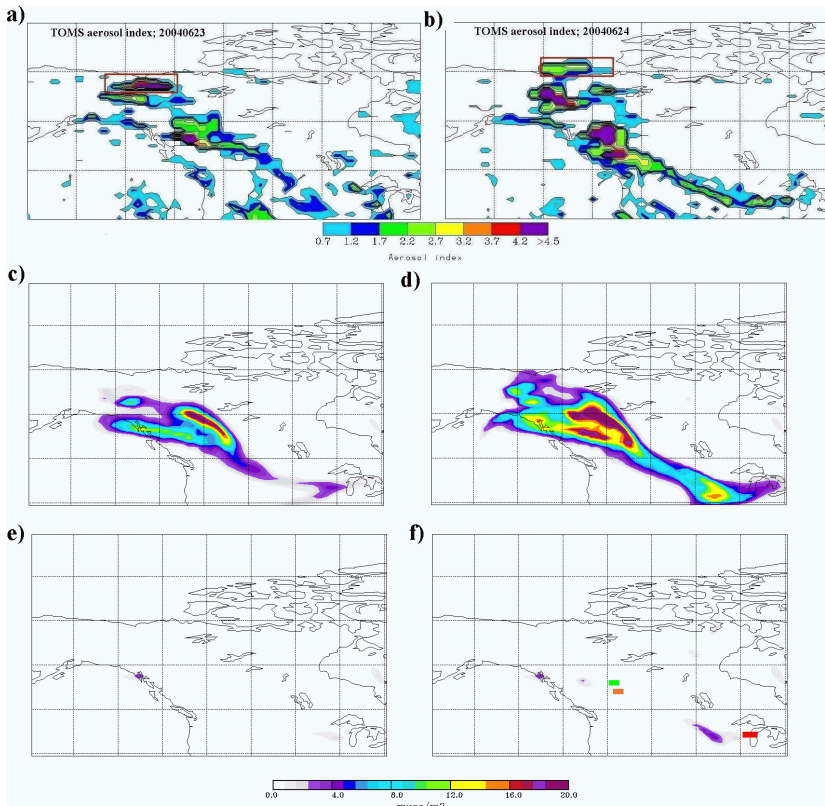 a)
TOMS aerosol index; 20040623
b)
TOMS aerosol index; 20040624
0.7 1.2 1.7 2.2 2.7 3.2 3.7 4.2 >4.5
Aerosol index
c)
d)
e)
f)
0.0 4.0 8.0 12.0 16.0 20.0